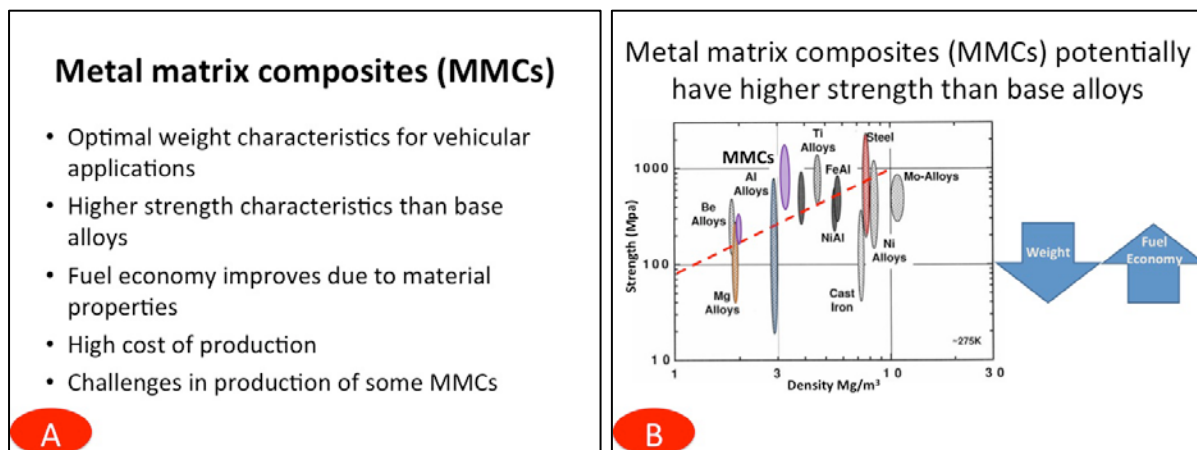 Metal matrix composites (MMCs)
• Optimal weight characteristics for vehicular
applications
• Higher strength characteristics than base
alloys
• Fuel economy improves due to material
properties
• High cost of production
• Challenges in production of some MMCs
A
Metal matrix composites (MMCs) potentially
have higher strength than base alloys
Strength (Mpa)
1000
100
10
MMCs
Al
Alloys
Be
Alloys
Mg
Alloys
Ti
Alloys
FeAl
NiAl
Steel
Mo-Alloys
Ni
Alloys
Cast
Iron
~275K
1
3
10
30
Density Mg/m³
Weight
Fuel
Economy
B